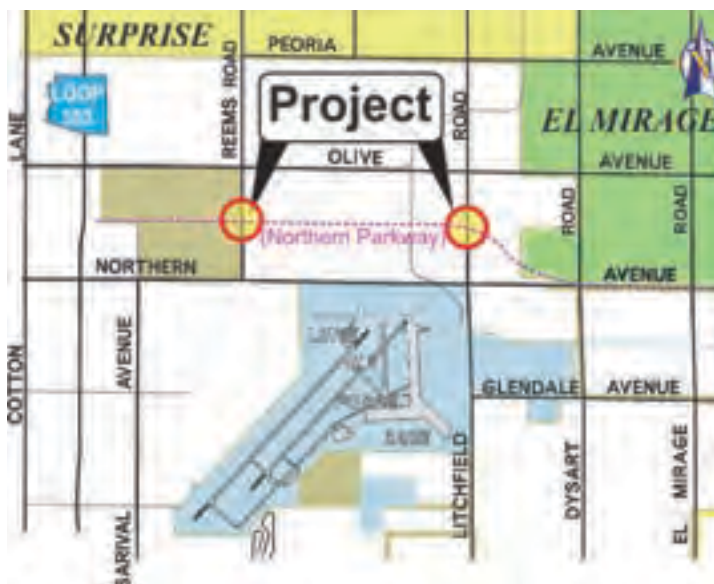 SURPRISE
PEORIA
AVENUE
N
LOOP
303
LANE
REEMS ROAD
Project
ROAD
EL MIRAGE
OLIVE
AVENUE
ROAD
ROAD
(Northern Parkway)
NORTHERN
AVENUE
AVENUE
COTTON
GLENDALE
AVENUE
SARIVAL
LITCHFIELD
DYSART
EL MIRAGE